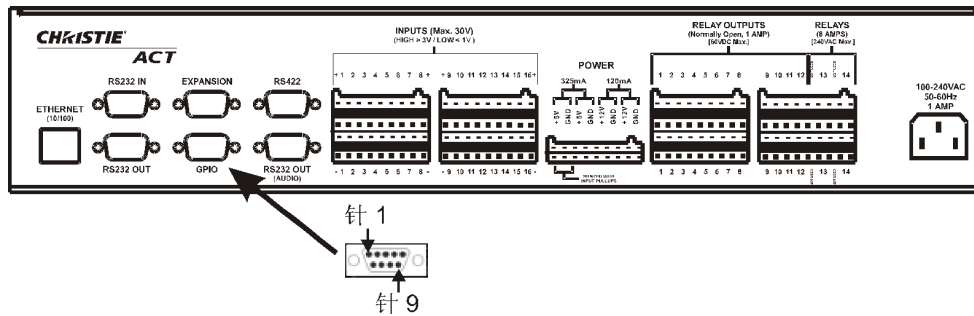 CHRISTIE
ACT
INPUTS (Max. 30V)
(HIGH > 3V / LOW < 1V)
RELAY OUTPUTS
(Normally Open, 1 AMP)
[60VDC Max.]
RELAYS
(8 AMPS)
[240VAC Max.]
POWER
325mA 125mA
+5V GND +5V GND +12V GND +12V GND
RS232 IN EXPANSION RS422
ETHERNET
(10/100)
+ 1 2 3 4 5 6 7 8 +
+ 9 10 11 12 13 14 15 16 +
1 2 3 4 5 6 7 8
9 10 11 12 13 14
100-240VAC
50-60Hz
1 AMP
RS232 OUT GPIO RS232 OUT
(AUDIO)
- 1 2 3 4 5 6 7 8 -
- 9 10 11 12 13 14 15 16 -
INPUT PULLUPS
1 2 3 4 5 6 7 8
9 10 11 12 13 14
针 1
针 9